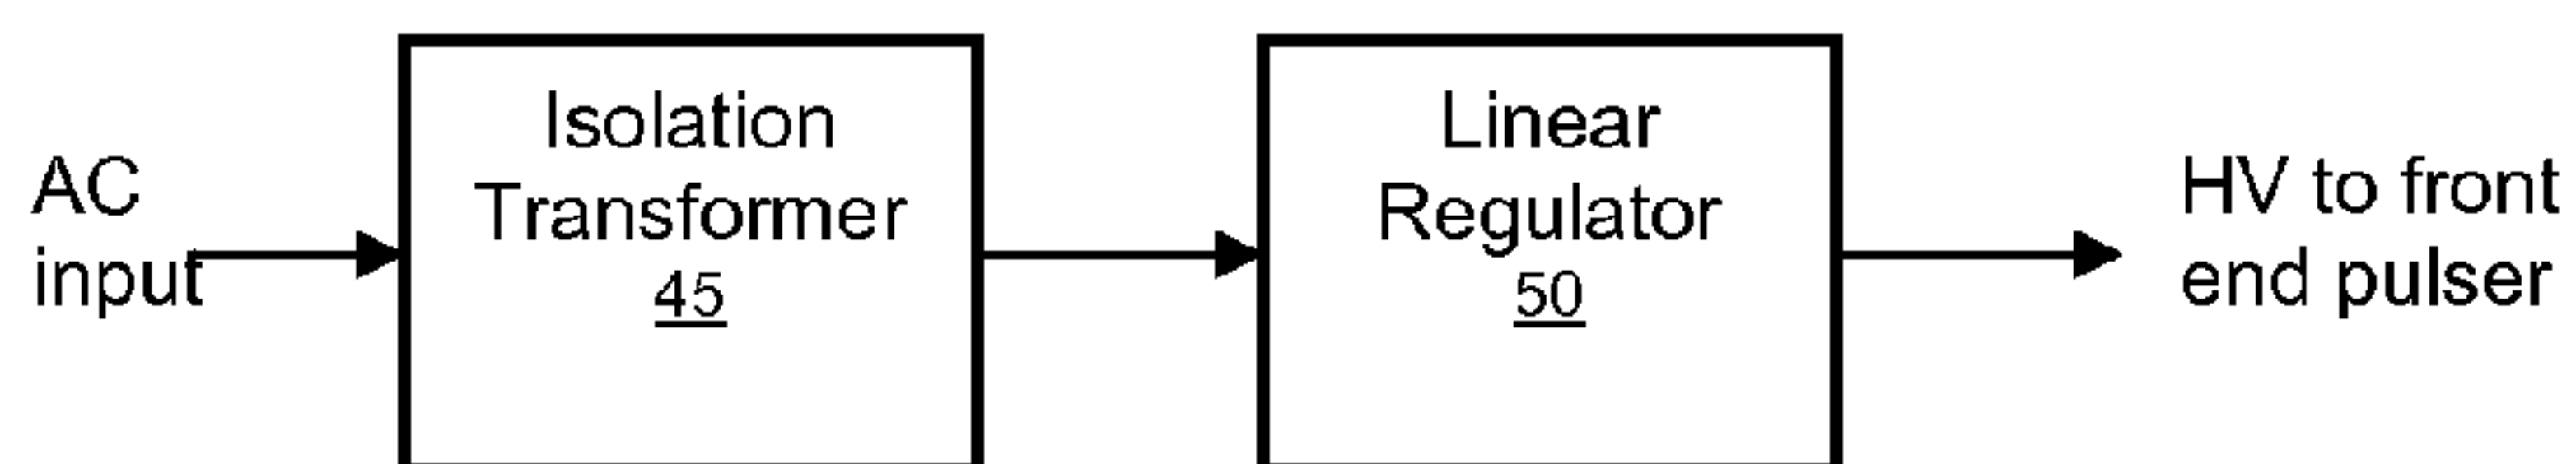 AC
input
Isolation
Transformer
45
Linear
Regulator
50
HV to front
end pulser